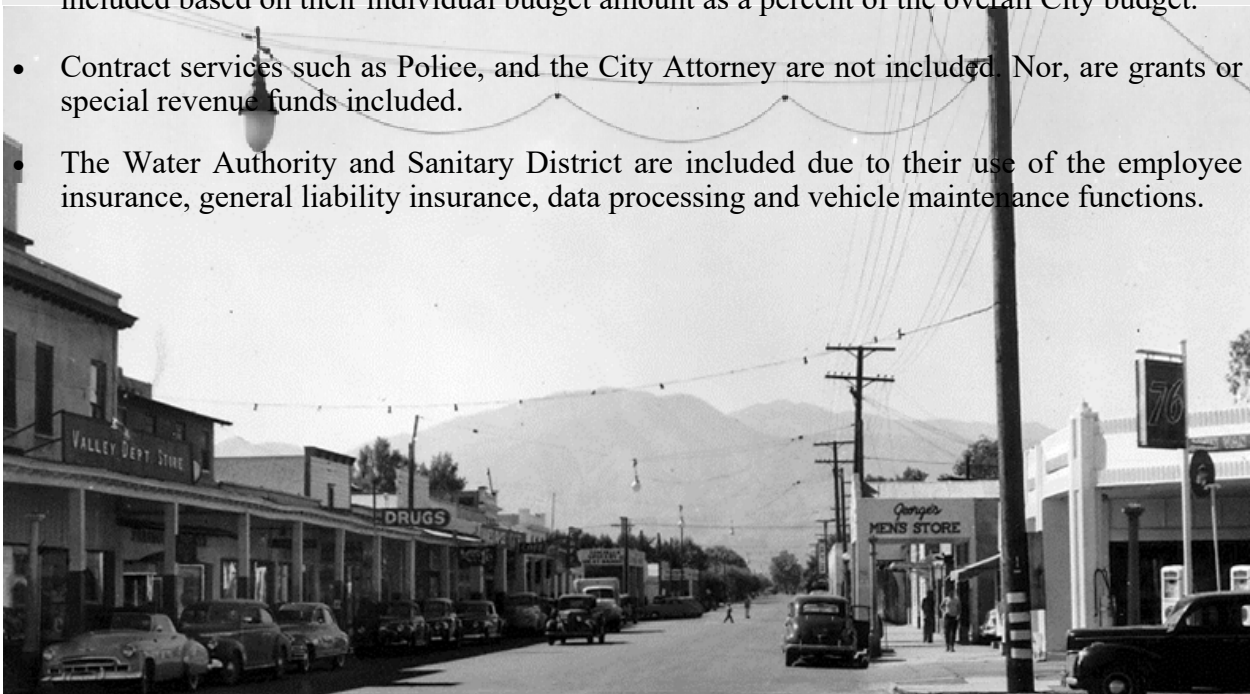 included based on their individual budget amount as a percent of the overall City budget.
• Contract services such as Police, and the City Attorney are not included. Nor, are grants or
special revenue funds included.
• The Water Authority and Sanitary District are included due to their use of the employee
insurance, general liability insurance, data processing and vehicle maintenance functions.
VALLEY DEPT STORE
76
DRUGS
George's
MEN'S STORE